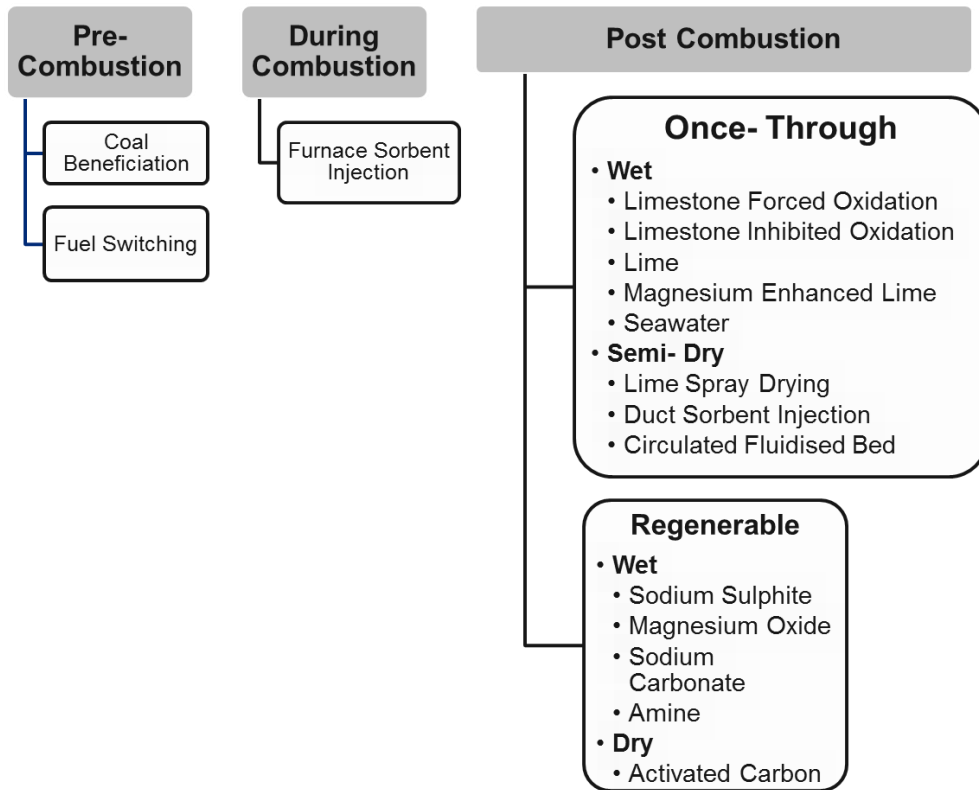 Pre-
Combustion
Coal
Beneficiation
Fuel Switching
During
Combustion
Furnace Sorbent
Injection
Post Combustion
Once- Through
• Wet
• Limestone Forced Oxidation
• Limestone Inhibited Oxidation
• Lime
• Magnesium Enhanced Lime
• Seawater
• Semi- Dry
• Lime Spray Drying
• Duct Sorbent Injection
• Circulated Fluidised Bed
Regenerable
• Wet
• Sodium Sulphite
• Magnesium Oxide
• Sodium
Carbonate
• Amine
• Dry
• Activated Carbon